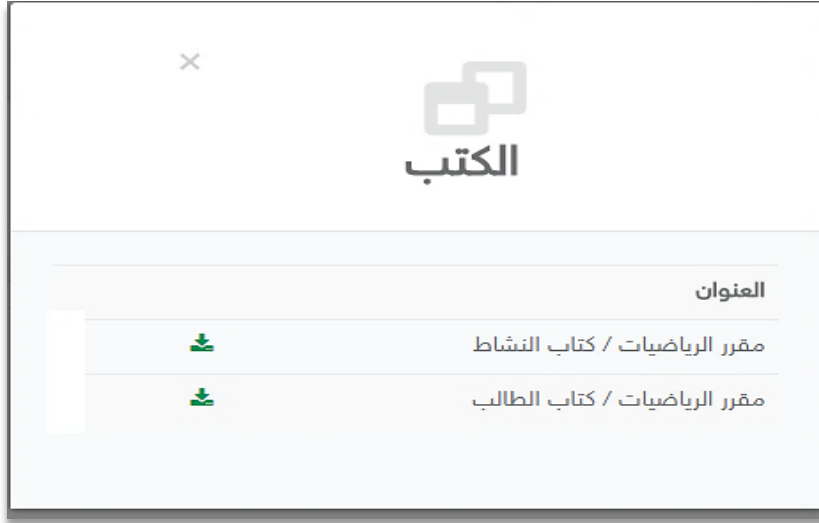 الكتب
العنوان
مقرر الرياضيات / كتاب النشاط
مقرر الرياضيات / كتاب الطالب